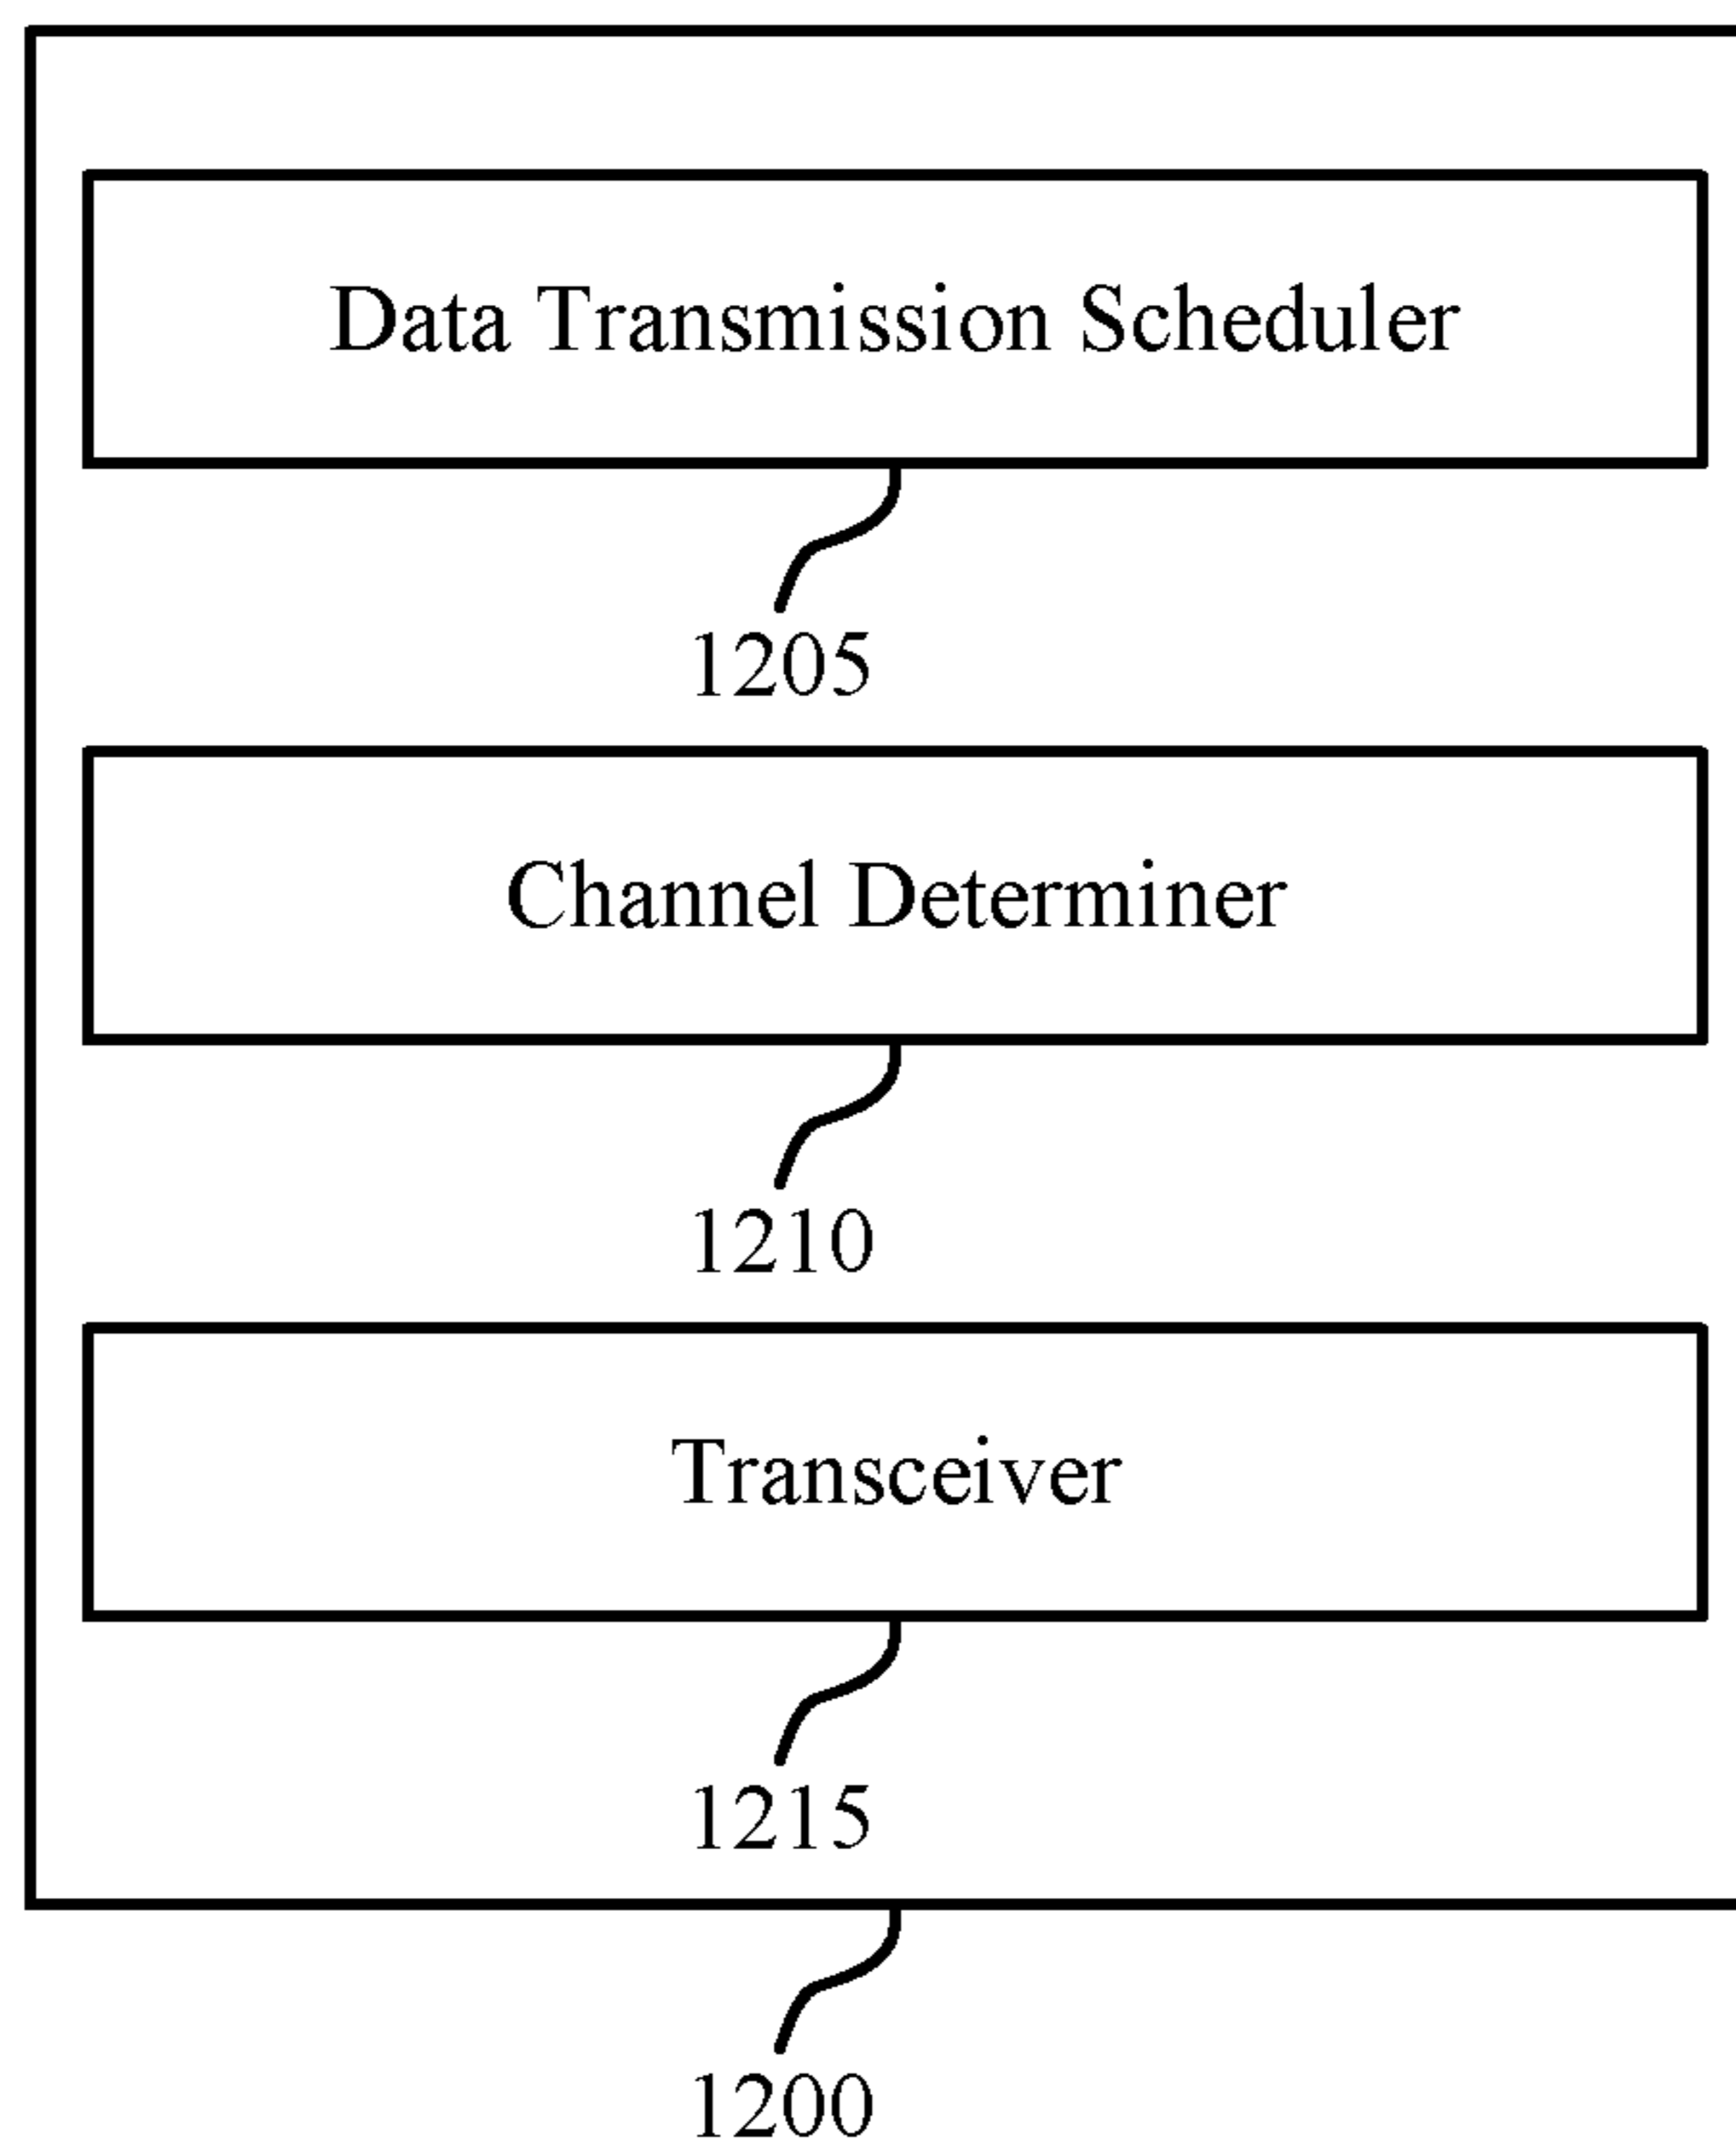 Data Transmission Scheduler
1205
Channel Determiner
1210
Transceiver
1215
1200